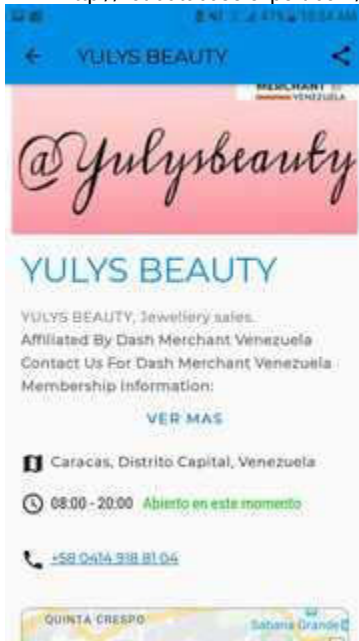 YULYS BEAUTY
MERCHANT
VENEZUELA
@Yulysbeauty
YULYS BEAUTY
YULYS BEAUTY, Jewellery sales.
Affiliated By Dash Merchant Venezuela
Contact Us For Dash Merchant Venezuela
Membership Information:
VER MAS
Caracas, Distrito Capital, Venezuela
08:00 - 20:00 Abierto en este momento
+58 0414 918 81 04
QUINTA CRESPO
Sabana Grande